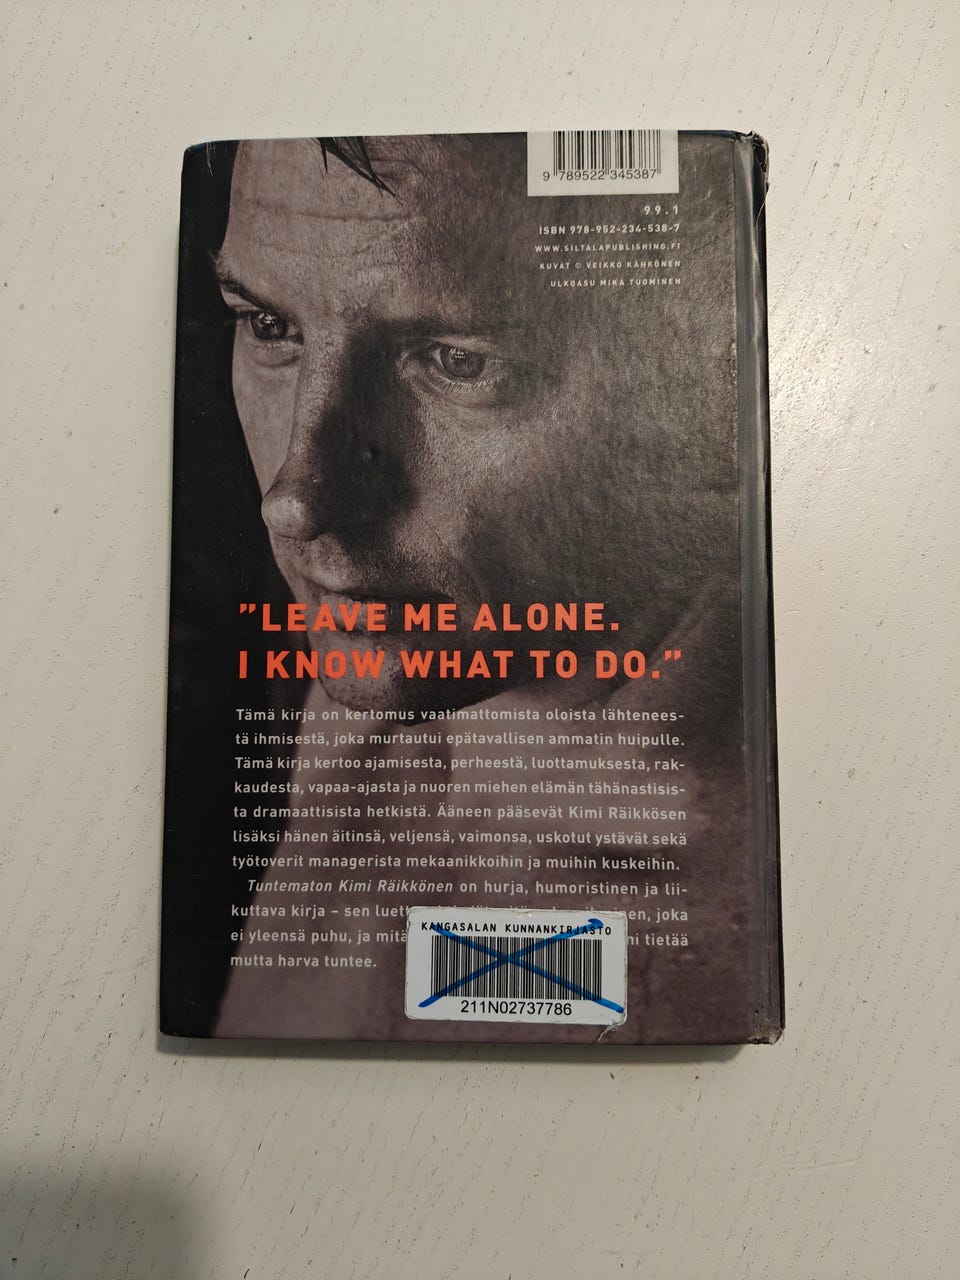 9 789522 345387
99.1
ISBN 978-952-234-538-7
WWW.SILTALAPUBLISHING.FI
KUVAT © VEIKKO KÄHKÖNEN
ULKOASU MIKA TUOMINEN
”LEAVE ME ALONE.
I KNOW WHAT TO DO.”
Tämä kirja on kertomus vaatimattomista oloista lähtenees-
tä ihmisestä, joka murtautui epätavallisen ammatin huipulle.
Tämä kirja kertoo ajamisesta, perheestä, luottamuksesta, rak-
kaudesta, vapaa-ajasta ja nuoren miehen elämän tähänastisis-
ta dramaattisista hetkistä. Ääneen pääsevät Kimi Räikkösen
lisäksi hänen äitinsä, veljensä, vaimonsa, uskotut ystävät sekä
työtoverit managerista mekaanikkoihin ja muihin kuskeihin.
Tuntematon Kimi Räikkönen on hurja, humoristinen ja lii-
kuttava kirja – sen joka
ei yleensä puhu, ja tietää
mutta harva tuntee.
KANGASALAN KUNNANKIRJASTO
211N02737786